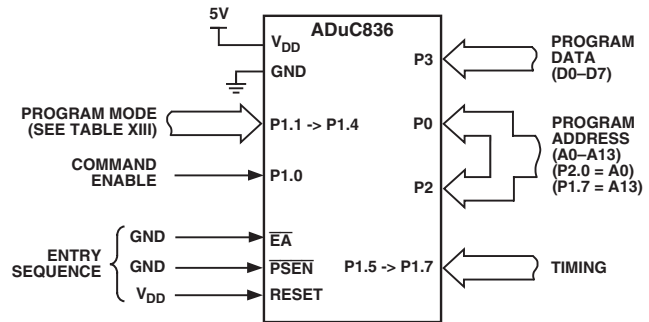 5V
ADuC836
VDD
GND
P3
PROGRAM
DATA
(D0–D7)
PROGRAM MODE
(SEE TABLE XIII)
P1.1 -> P1.4
P0
PROGRAM
ADDRESS
(A0–A13)
(P2.0 = A0)
(P1.7 = A13)
COMMAND
ENABLE
P1.0
P2
ENTRY
SEQUENCE
GND
EA
GND
PSEN
VDD
RESET
P1.5 -> P1.7
TIMING